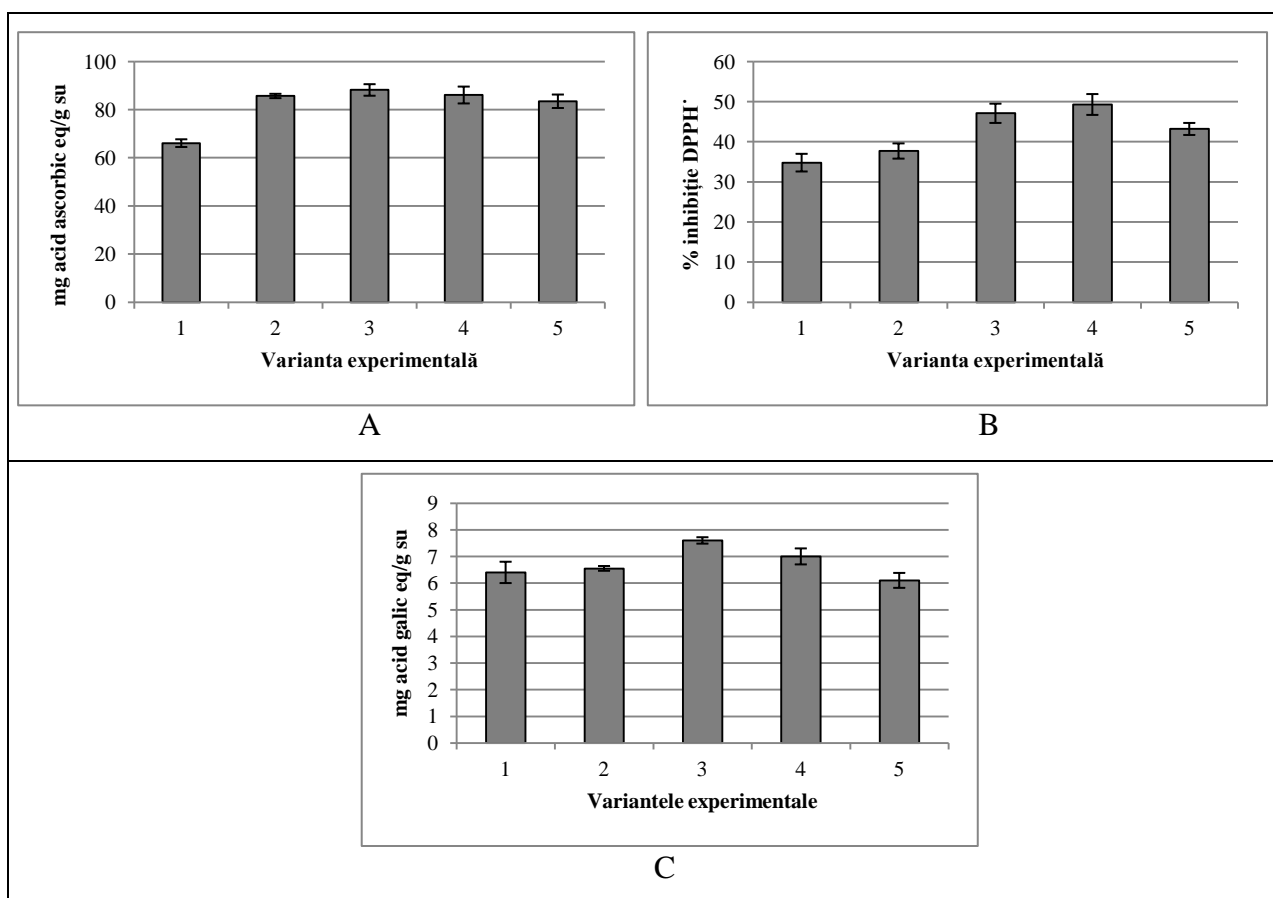 mg acid ascorbic eq/g su
100
80
60
40
20
0
1 2 3 4 5
Varianta experimentală
A
% inhibiție DPPH˙
60
50
40
30
20
10
0
1 2 3 4 5
Varianta experimentală
B
mg acid galic eq/g su
9
8
7
6
5
4
3
2
1
0
1 2 3 4 5
Variantele experimentale
C